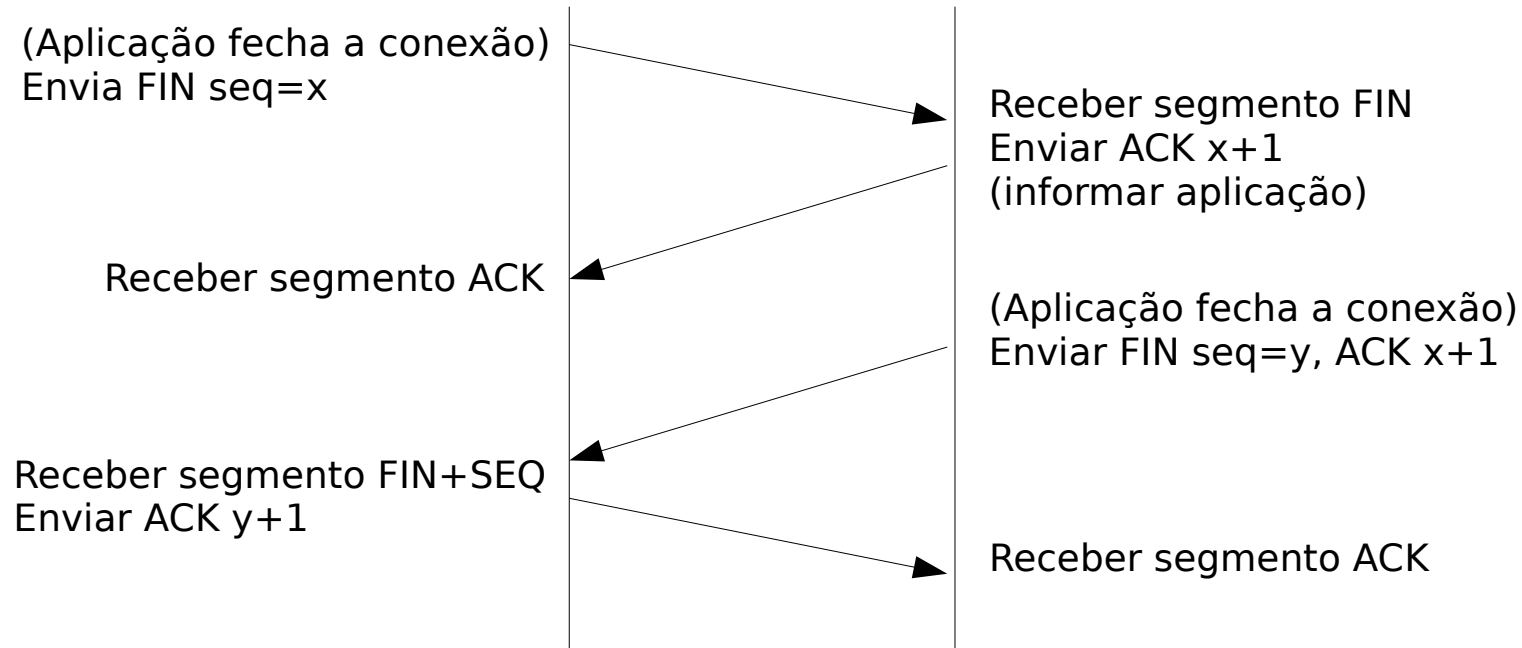 (Aplicação fecha a conexão)
Envia FIN seq=x
Receber segmento FIN
Enviar ACK x+1
(informar aplicação)
Receber segmento ACK
(Aplicação fecha a conexão)
Enviar FIN seq=y, ACK x+1
Receber segmento FIN+SEQ
Enviar ACK y+1
Receber segmento ACK